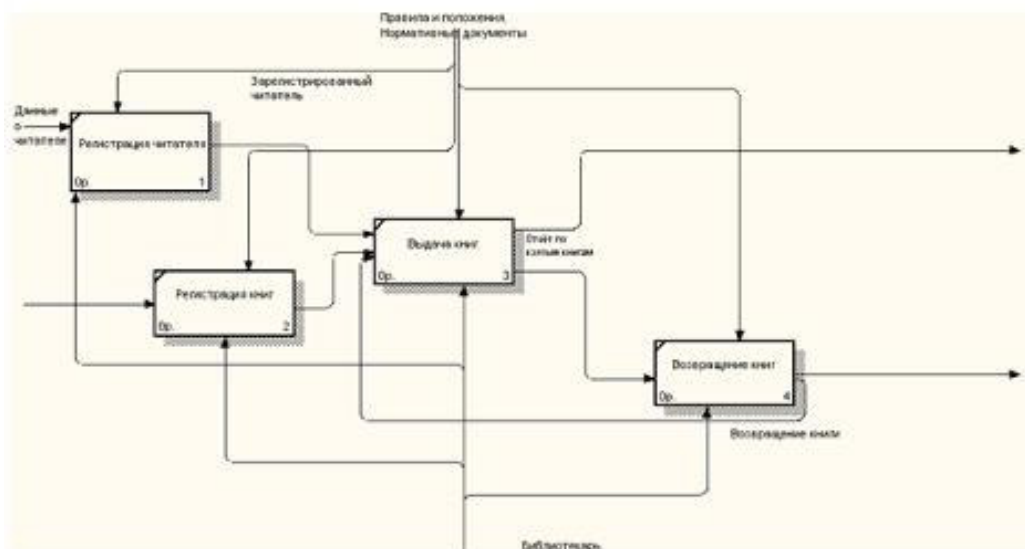 Правила и положения,
Нормативные документы
Зарегистрированный
читатель
Данные
о
читателе
Регистрация читателя
0р.
1
Выдача книг
0р.
3
Отчёт по
взятым книгам
Регистрация книг
0р.
2
Возвращение книг
0р.
4
Возвращение книги
Библиотекарь